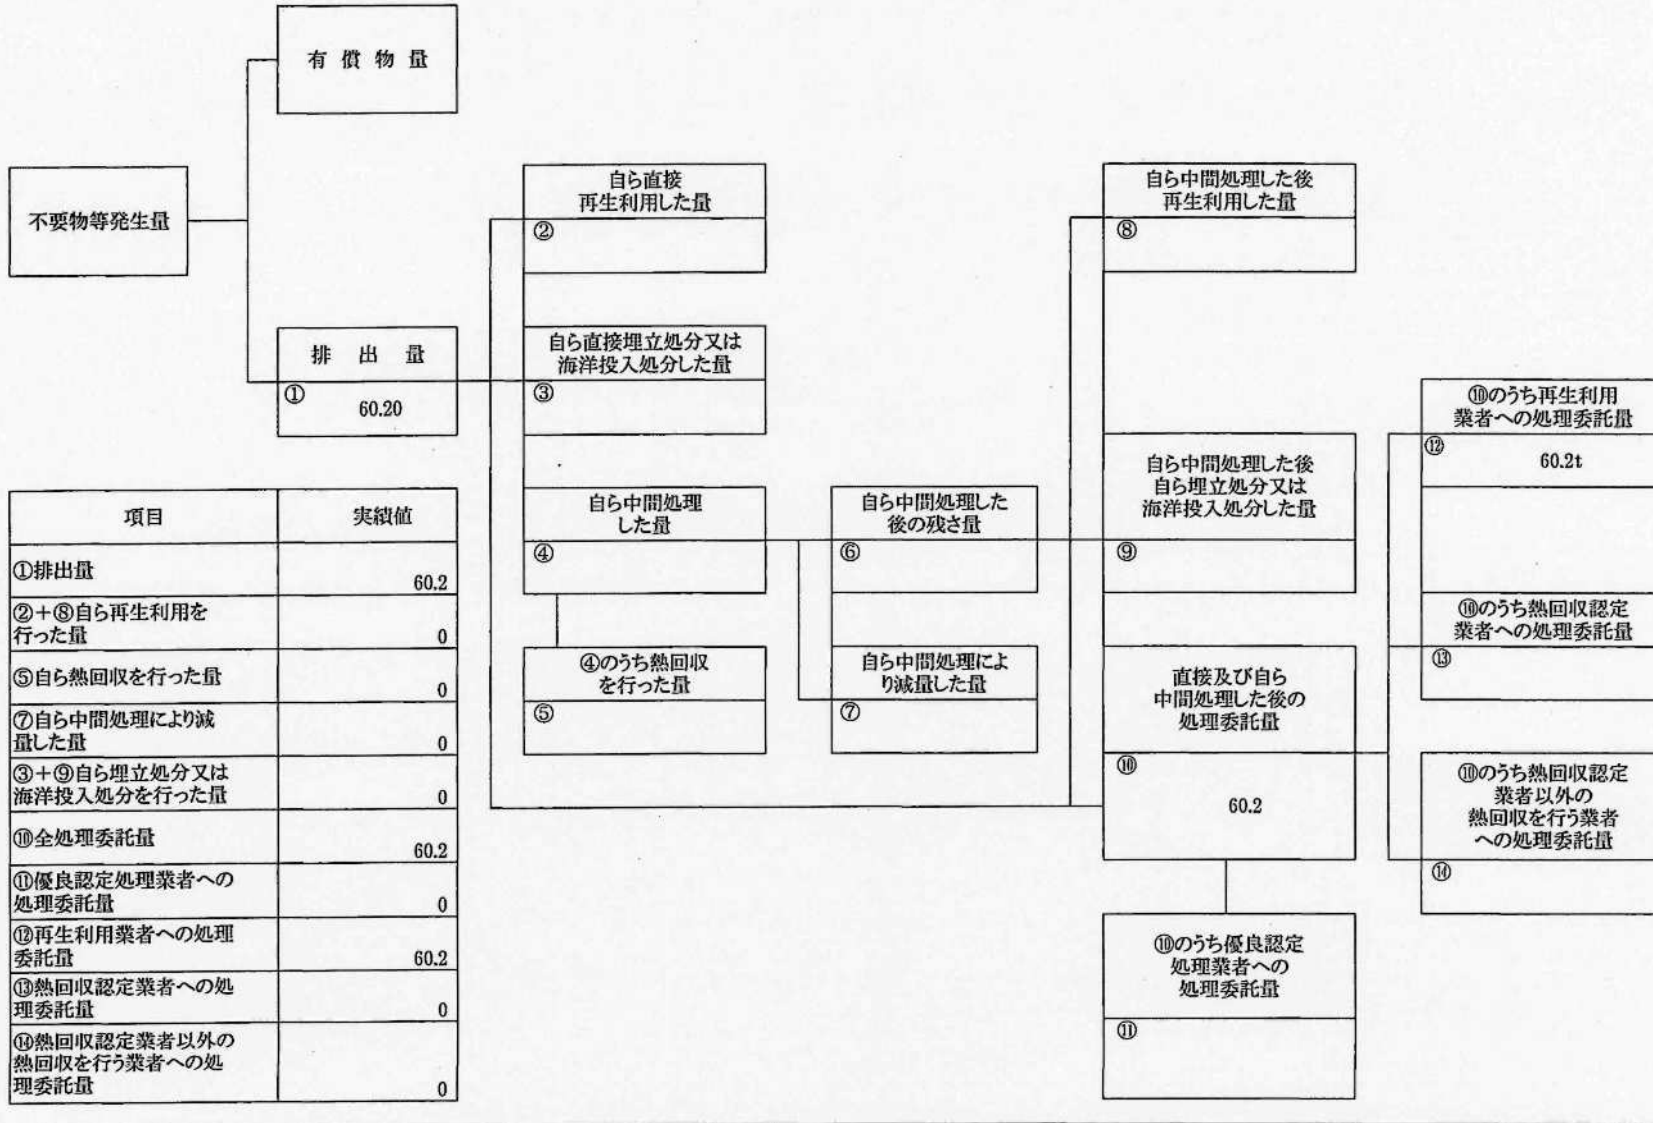 有償物量
不要物等発生量
排出量
①
60.20
自ら直接
再生利用した量
②
自ら直接埋立処分又は
海洋投入処分した量
③
自ら中間処理
した量
④
④のうち熱回収
を行った量
⑤
自ら中間処理した
後の残さ量
⑥
自ら中間処理によ
り減量した量
⑦
自ら中間処理した後
再生利用した量
⑧
自ら中間処理した後
自ら埋立処分又は
海洋投入処分した量
⑨
直接及び自ら
中間処理した後の
処理委託量
⑩
60.2
⑩のうち優良認定
処理業者への
処理委託量
⑪
⑩のうち再生利用
業者への処理委託量
⑫
60.2t
⑩のうち熱回収認定
業者への処理委託量
⑬
⑩のうち熱回収認定
業者以外の
熱回収を行う業者
への処理委託量
⑭
項目 実績値
①排出量
60.2
②+⑧自ら再生利用を
行った量 0
⑤自ら熱回収を行った量
0
⑦自ら中間処理により減
量した量 0
③+⑨自ら埋立処分又は
海洋投入処分を行った量 0
⑩全処理委託量
60.2
⑪優良認定処理業者への
処理委託量 0
⑫再生利用業者への処理
委託量 60.2
⑬熱回収認定業者への処
理委託量 0
⑭熱回収認定業者以外の
熱回収を行う業者への処
理委託量 0